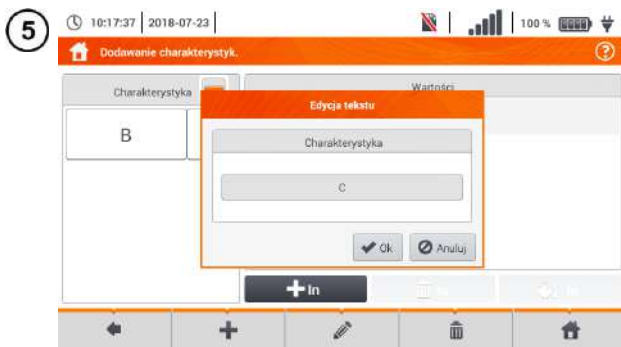 5
10:17:37 2018-07-23 100 %
Dodawanie charakterystyk. ?
Charakterystyka Wartości
Edycja tekstu
Charakterystyka
B
C
Ok Anuluj
+ In